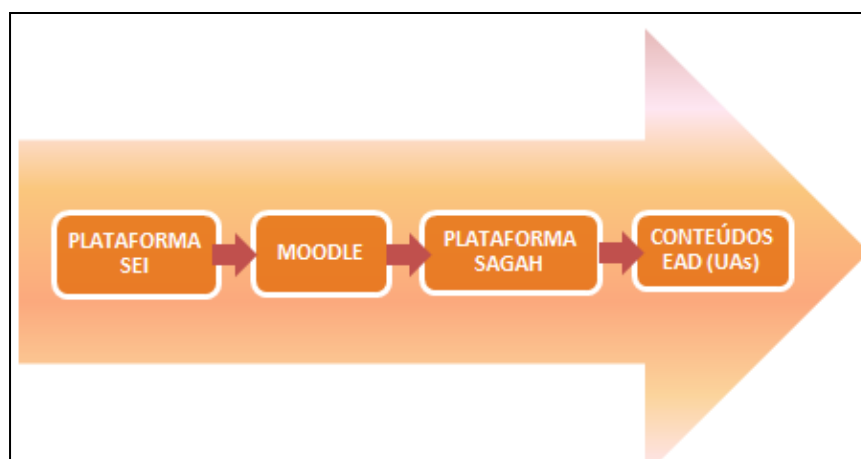 PLATAFORMA
SEI
MOODLE
PLATAFORMA
SAGAH
CONTEÚDOS
EAD (UAs)